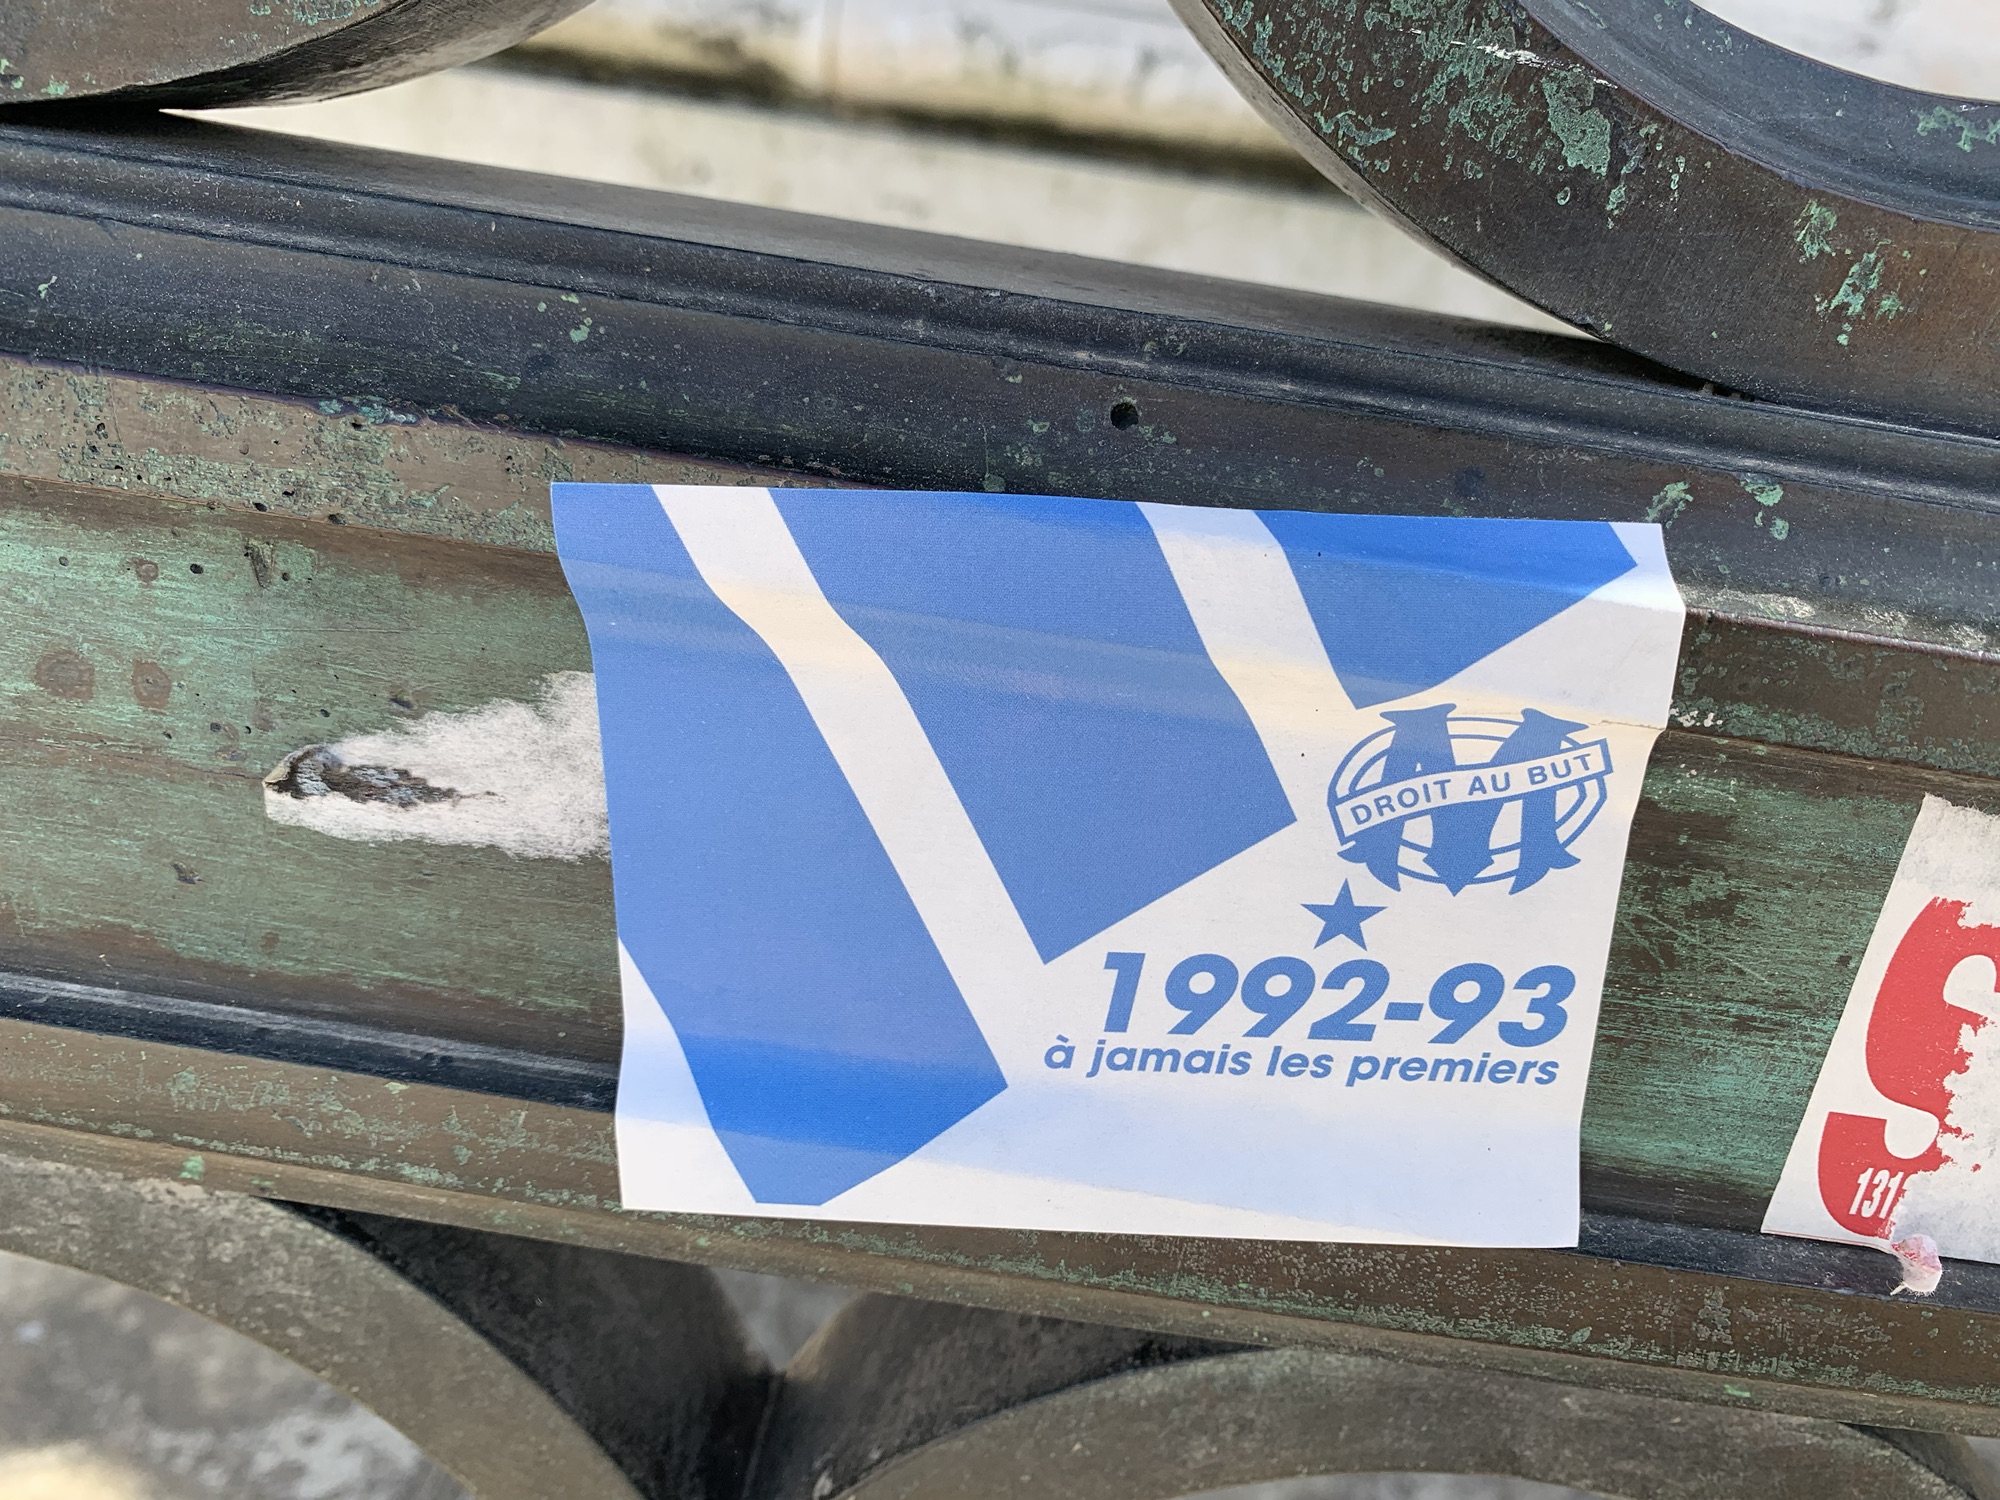 DROIT AU BUT
1992-93
à jamais les premiers
S
131